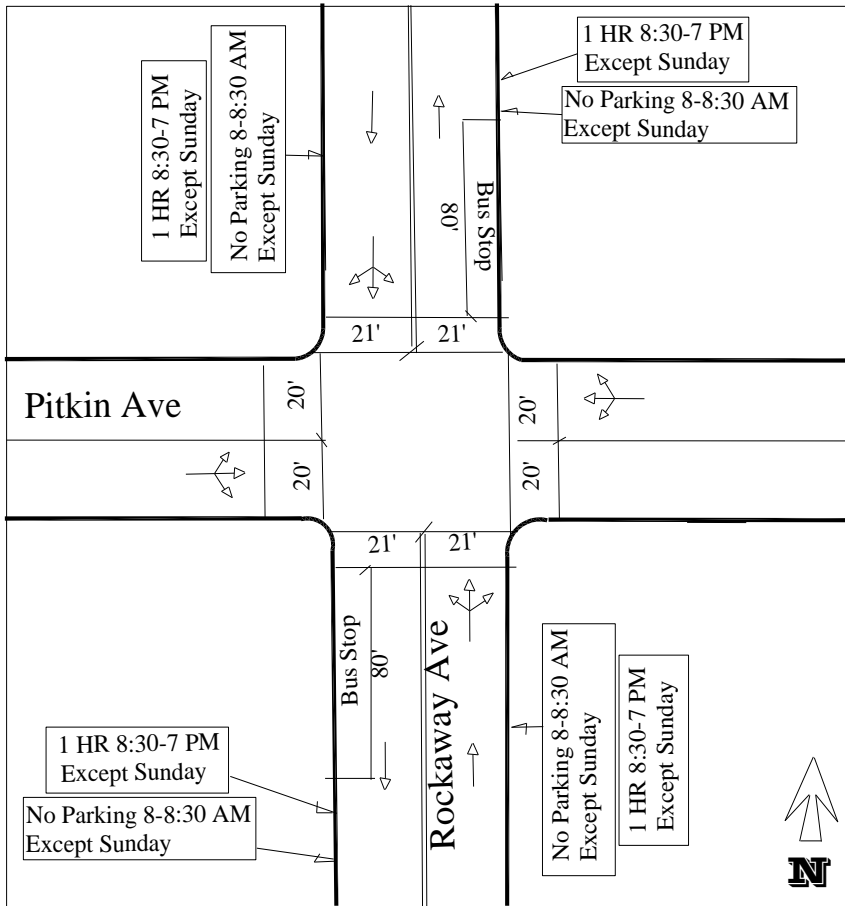 1 HR 8:30-7 PM
Except Sunday
No Parking 8-8:30 AM
Except Sunday
1 HR 8:30-7 PM
Except Sunday
No Parking 8-8:30 AM
Except Sunday
Bus Stop
80'
21'
21'
Pitkin Ave
20'
20'
20'
20'
21'
21'
Bus Stop
80'
Rockaway Ave
No Parking 8-8:30 AM
Except Sunday
1 HR 8:30-7 PM
Except Sunday
1 HR 8:30-7 PM
Except Sunday
No Parking 8-8:30 AM
Except Sunday
N